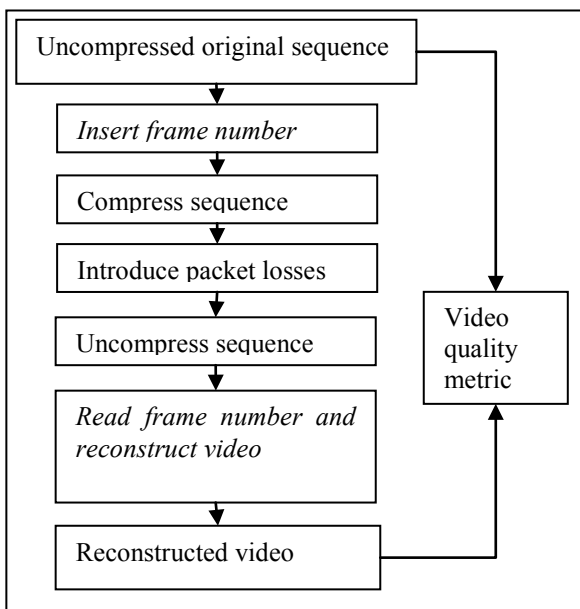 Uncompressed original sequence
Insert frame number
Compress sequence
Introduce packet losses
Uncompress sequence
Read frame number and
reconstruct video
Reconstructed video
Video
quality
metric